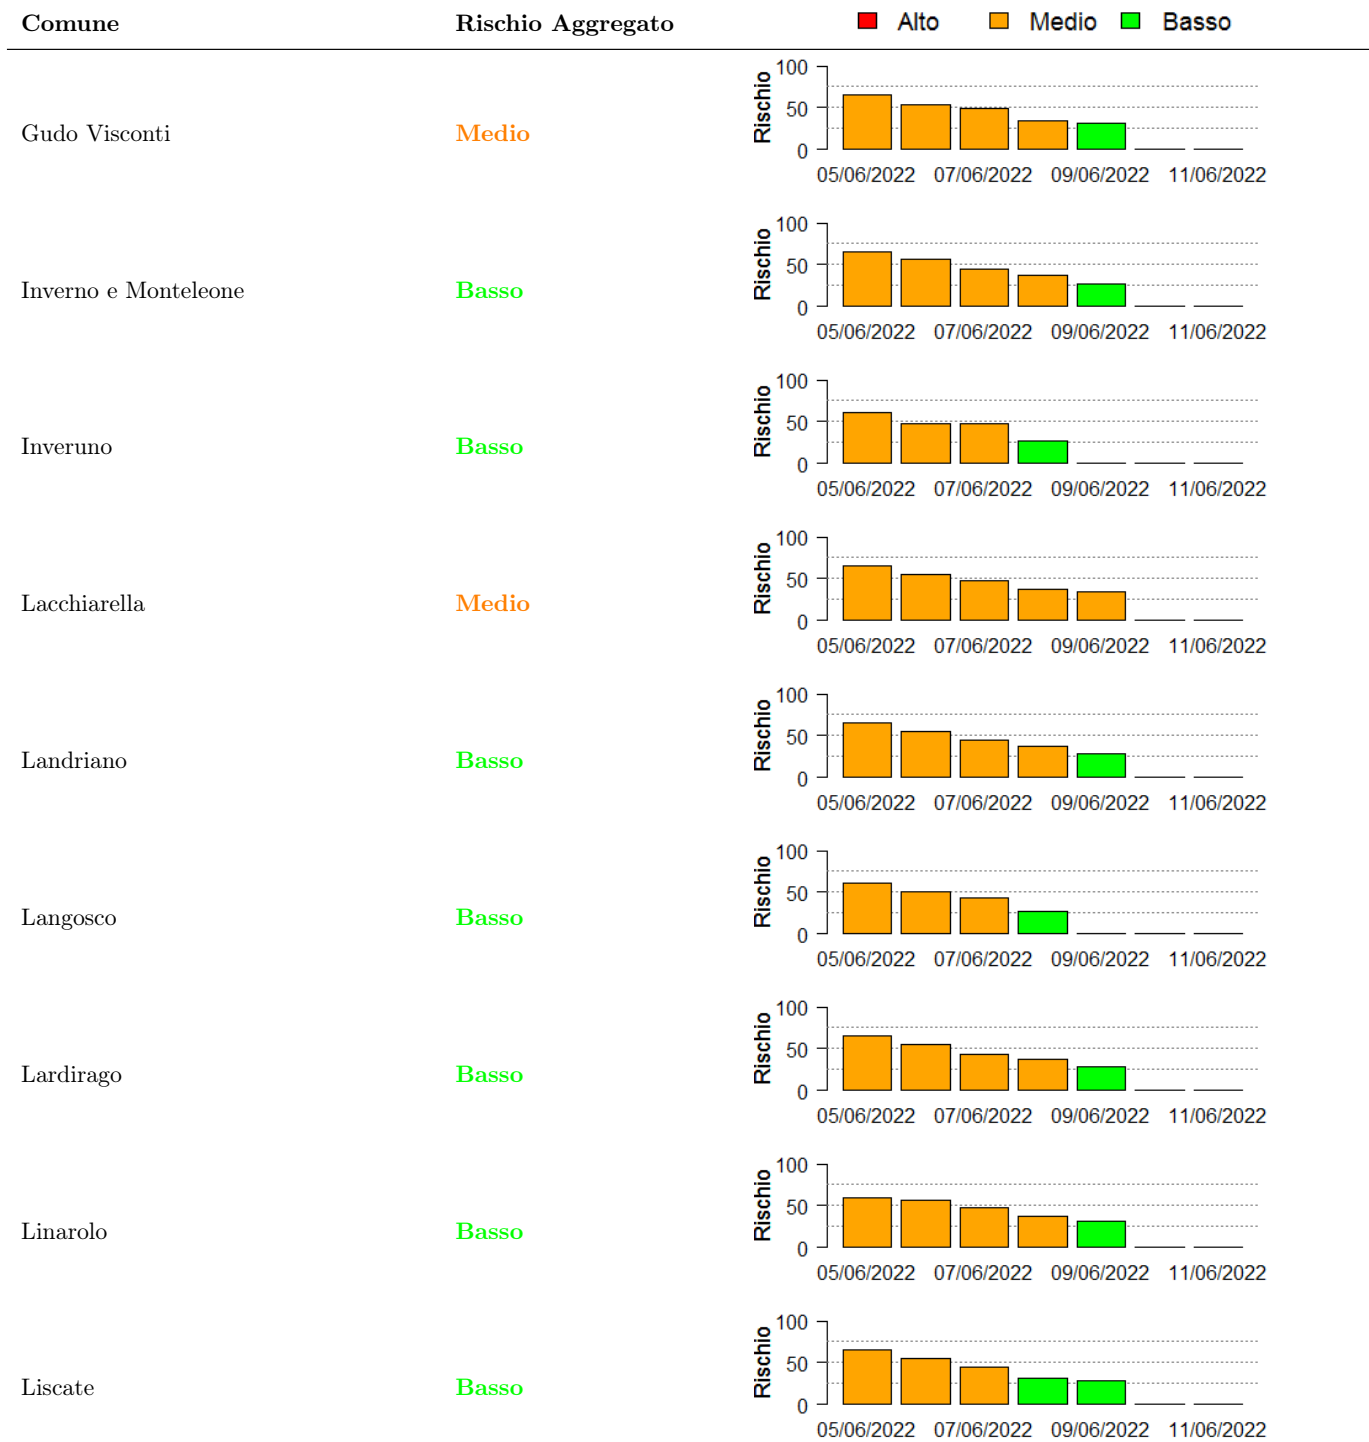 Comune Rischio Aggregato Alto Medio Basso
100
50
0
Rischio
Gudo Visconti Medio
05/06/2022 07/06/2022 09/06/2022 11/06/2022
100
50
0
Rischio
Inverno e Monteleone Basso
05/06/2022 07/06/2022 09/06/2022 11/06/2022
100
50
0
Rischio
Inveruno Basso
05/06/2022 07/06/2022 09/06/2022 11/06/2022
100
50
0
Rischio
Lacchiarella Medio
05/06/2022 07/06/2022 09/06/2022 11/06/2022
100
50
0
Rischio
Landriano Basso
05/06/2022 07/06/2022 09/06/2022 11/06/2022
100
50
0
Rischio
Langosco Basso
05/06/2022 07/06/2022 09/06/2022 11/06/2022
100
50
0
Rischio
Lardirago Basso
05/06/2022 07/06/2022 09/06/2022 11/06/2022
100
50
0
Rischio
Linarolo Basso
05/06/2022 07/06/2022 09/06/2022 11/06/2022
100
50
0
Rischio
Liscate Basso
05/06/2022 07/06/2022 09/06/2022 11/06/2022